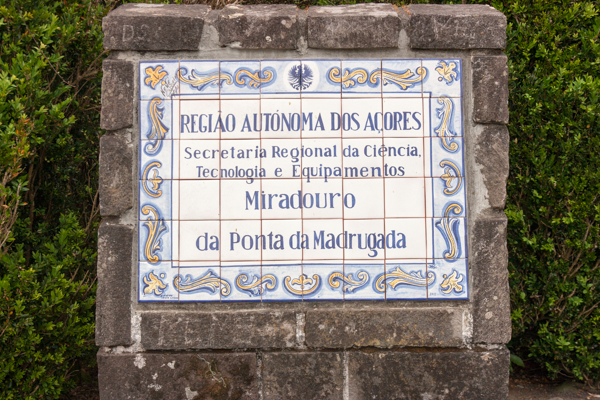 REGIÃO AUTÓNOMA DOS AÇORES
Secretaria Regional da Ciência,
Tecnologia e Equipamentos
Miradouro
da Ponta da Madrugada